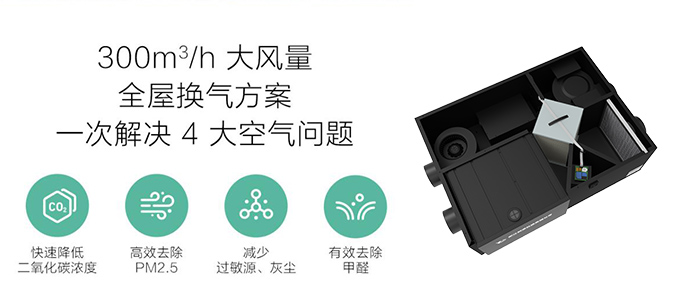 300m³/h 大风量
全屋换气方案
一次解决 4 大空气问题
CO₂
快速降低
二氧化碳浓度
高效去除
PM2.5
减少
过敏源、灰尘
有效去除
甲醛